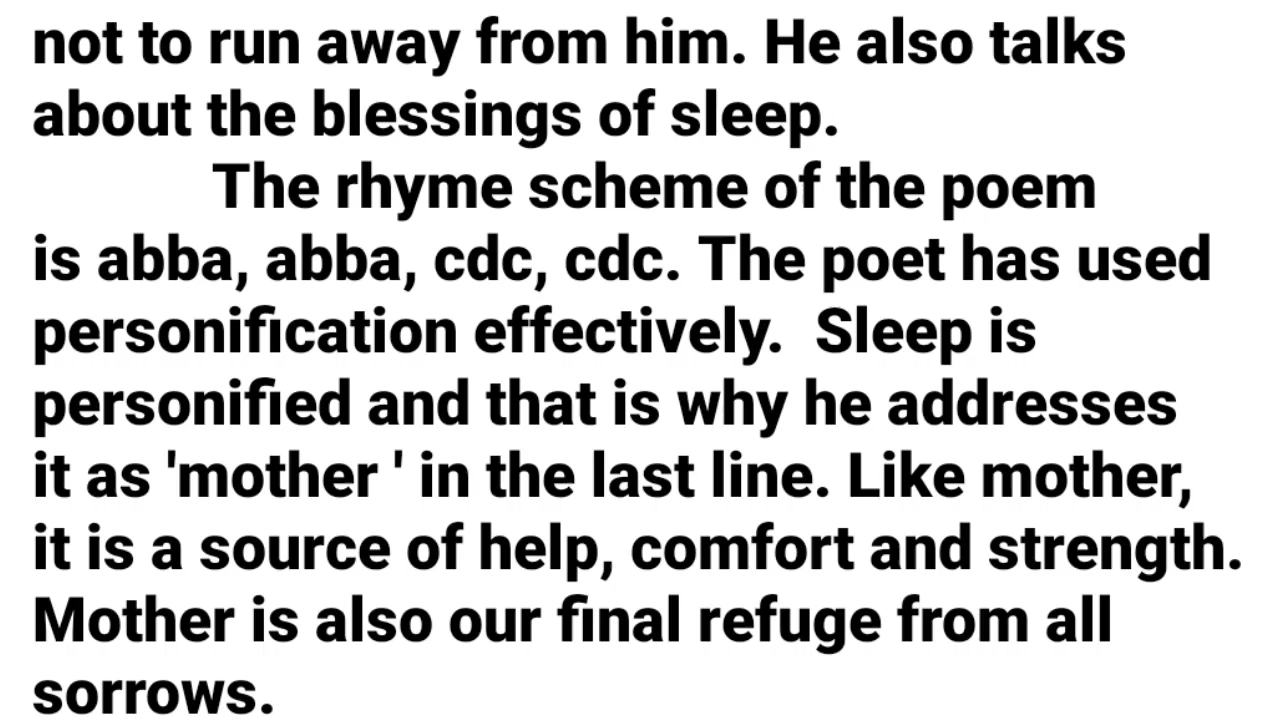 not to run away from him. He also talks
about the blessings of sleep.
The rhyme scheme of the poem
is abba, abba, cdc, cdc. The poet has used
personification effectively.  Sleep is
personified and that is why he addresses
it as 'mother ' in the last line. Like mother,
it is a source of help, comfort and strength.
Mother is also our final refuge from all
sorrows.